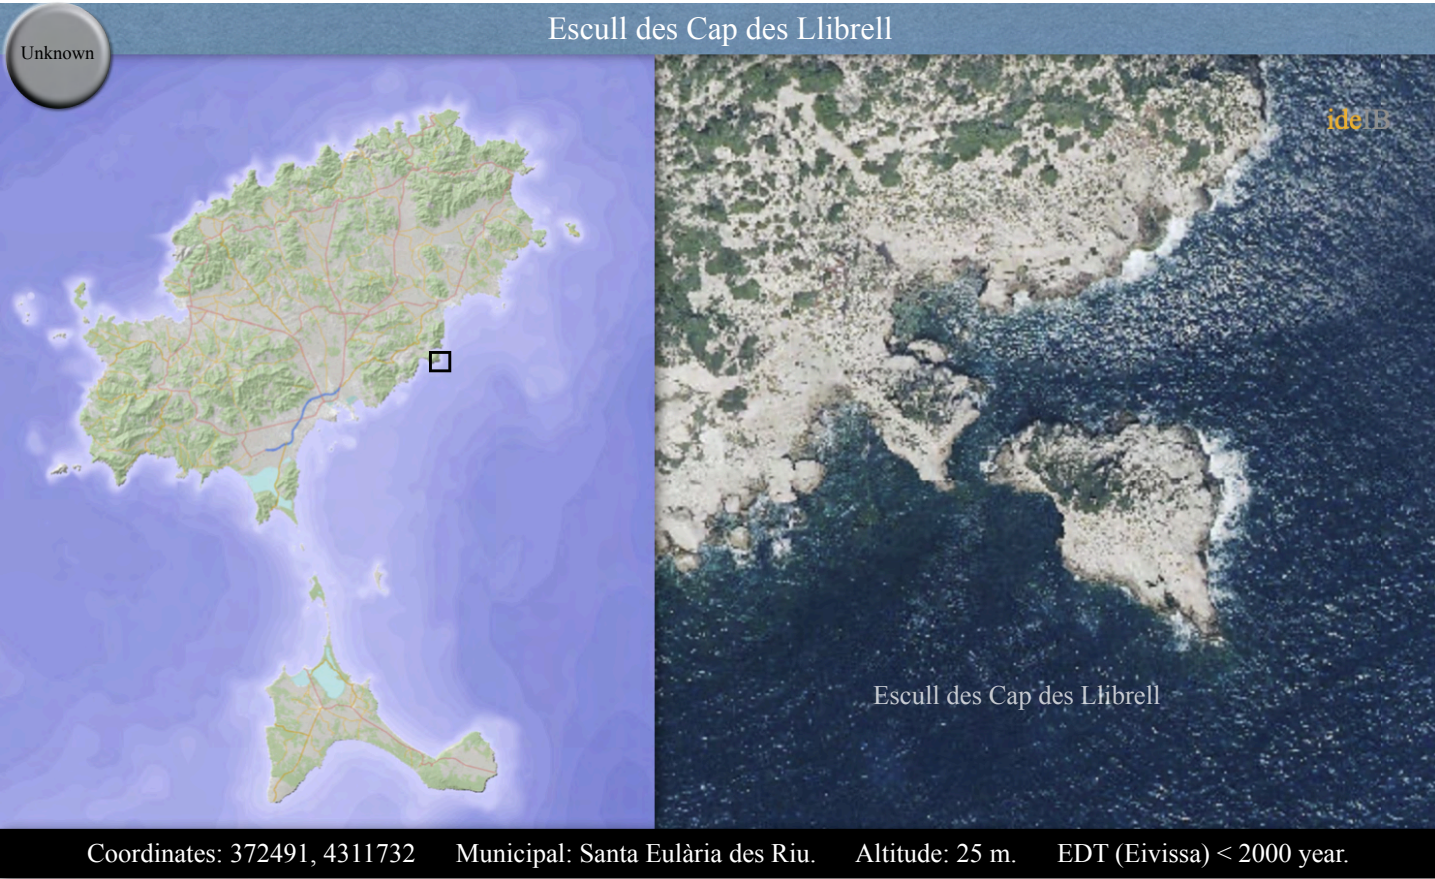 Escull des Cap des Llibrell
Unknown
ideIB
Escull des Cap des Llibrell
Coordinates: 372491, 4311732 Municipal: Santa Eulària des Riu. Altitude: 25 m. EDT (Eivissa) < 2000 year.